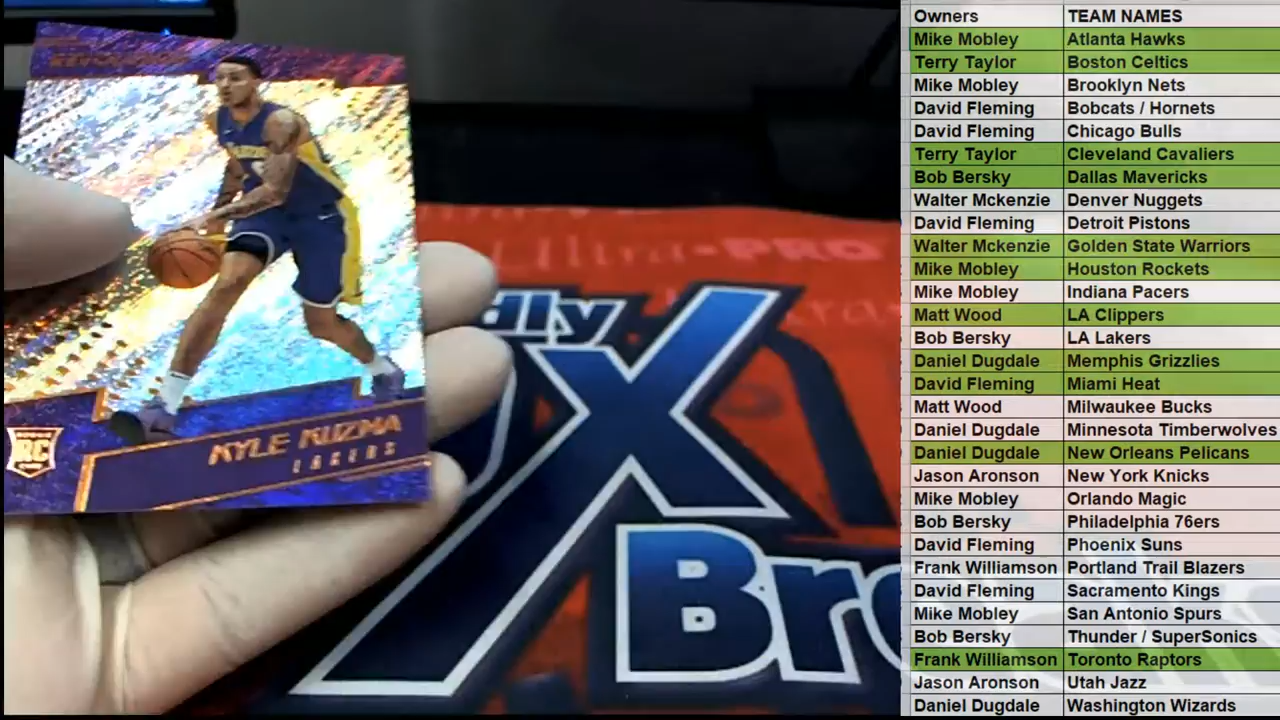 REVOLUTION
RC
KYLE KUZMA
LAKERS
Ultra-PRO
dly
X
Bre
Owners TEAM NAMES
Mike Mobley Atlanta Hawks
Terry Taylor Boston Celtics
Mike Mobley Brooklyn Nets
David Fleming Bobcats / Hornets
David Fleming Chicago Bulls
Terry Taylor Cleveland Cavaliers
Bob Bersky Dallas Mavericks
Walter Mckenzie Denver Nuggets
David Fleming Detroit Pistons
Walter Mckenzie Golden State Warriors
Mike Mobley Houston Rockets
Mike Mobley Indiana Pacers
Matt Wood LA Clippers
Bob Bersky LA Lakers
Daniel Dugdale Memphis Grizzlies
David Fleming Miami Heat
Matt Wood Milwaukee Bucks
Daniel Dugdale Minnesota Timberwolves
Daniel Dugdale New Orleans Pelicans
Jason Aronson New York Knicks
Mike Mobley Orlando Magic
Bob Bersky Philadelphia 76ers
David Fleming Phoenix Suns
Frank Williamson Portland Trail Blazers
David Fleming Sacramento Kings
Mike Mobley San Antonio Spurs
Bob Bersky Thunder / SuperSonics
Frank Williamson Toronto Raptors
Jason Aronson Utah Jazz
Daniel Dugdale Washington Wizards